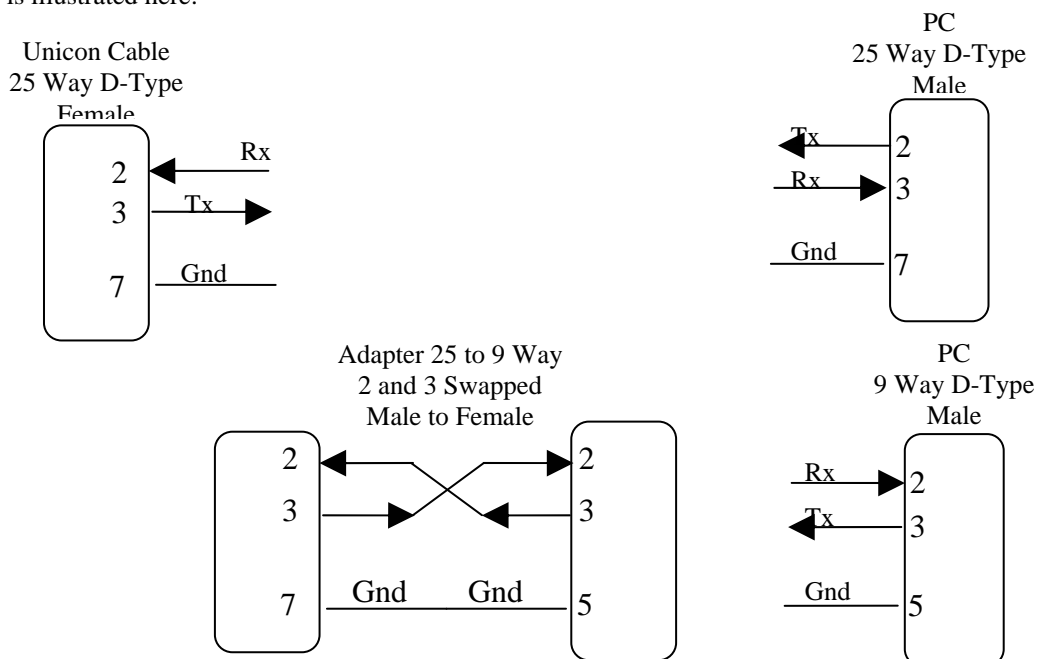 is illustrated here.
Unicon Cable
25 Way D-Type
Female
2
Rx
3
Tx
7
Gnd
PC
25 Way D-Type
Male
Tx
2
Rx
3
Gnd
7
Adapter 25 to 9 Way
2 and 3 Swapped
Male to Female
2
2
3
3
7
Gnd
Gnd
5
PC
9 Way D-Type
Male
Rx
2
Tx
3
Gnd
5